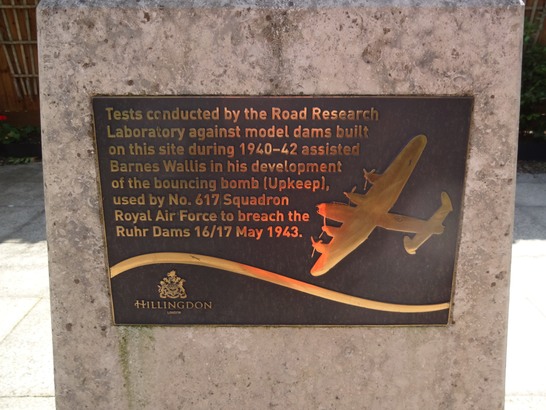 Tests conducted by the Road Research
Laboratory against model dams built
on this site during 1940–42 assisted
Barnes Wallis in his development
of the bouncing bomb (Upkeep),
used by No. 617 Squadron
Royal Air Force to breach the
Ruhr Dams 16/17 May 1943.
HILLINGDON
LONDON